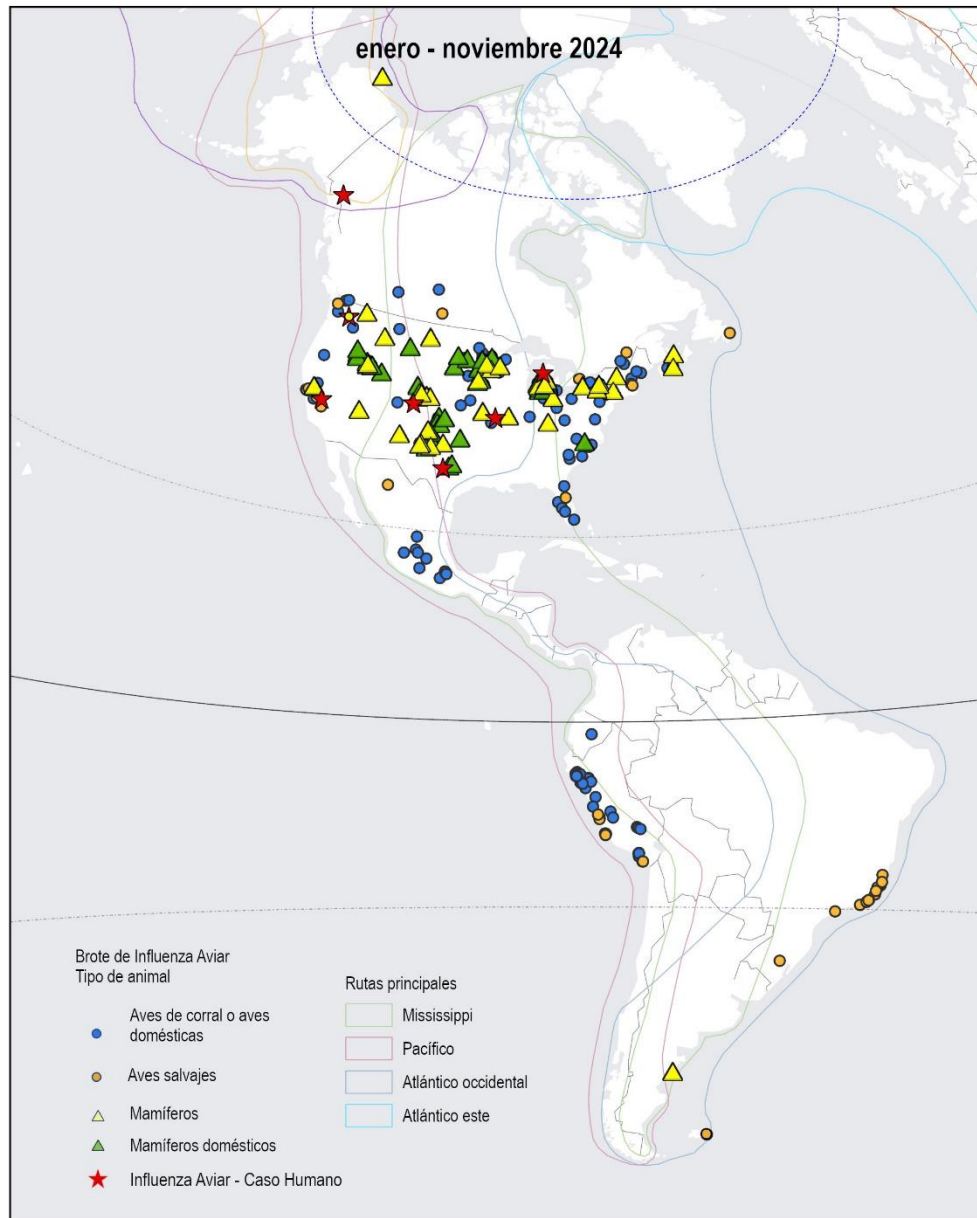 enero - noviembre 2024
Brote de Influenza Aviar
Tipo de animal
Aves de corral o aves
domésticas
Aves salvajes
Mamíferos
Mamíferos domésticos
Influenza Aviar - Caso Humano
Rutas principales
Mississippi
Pacífico
Atlántico occidental
Atlántico este